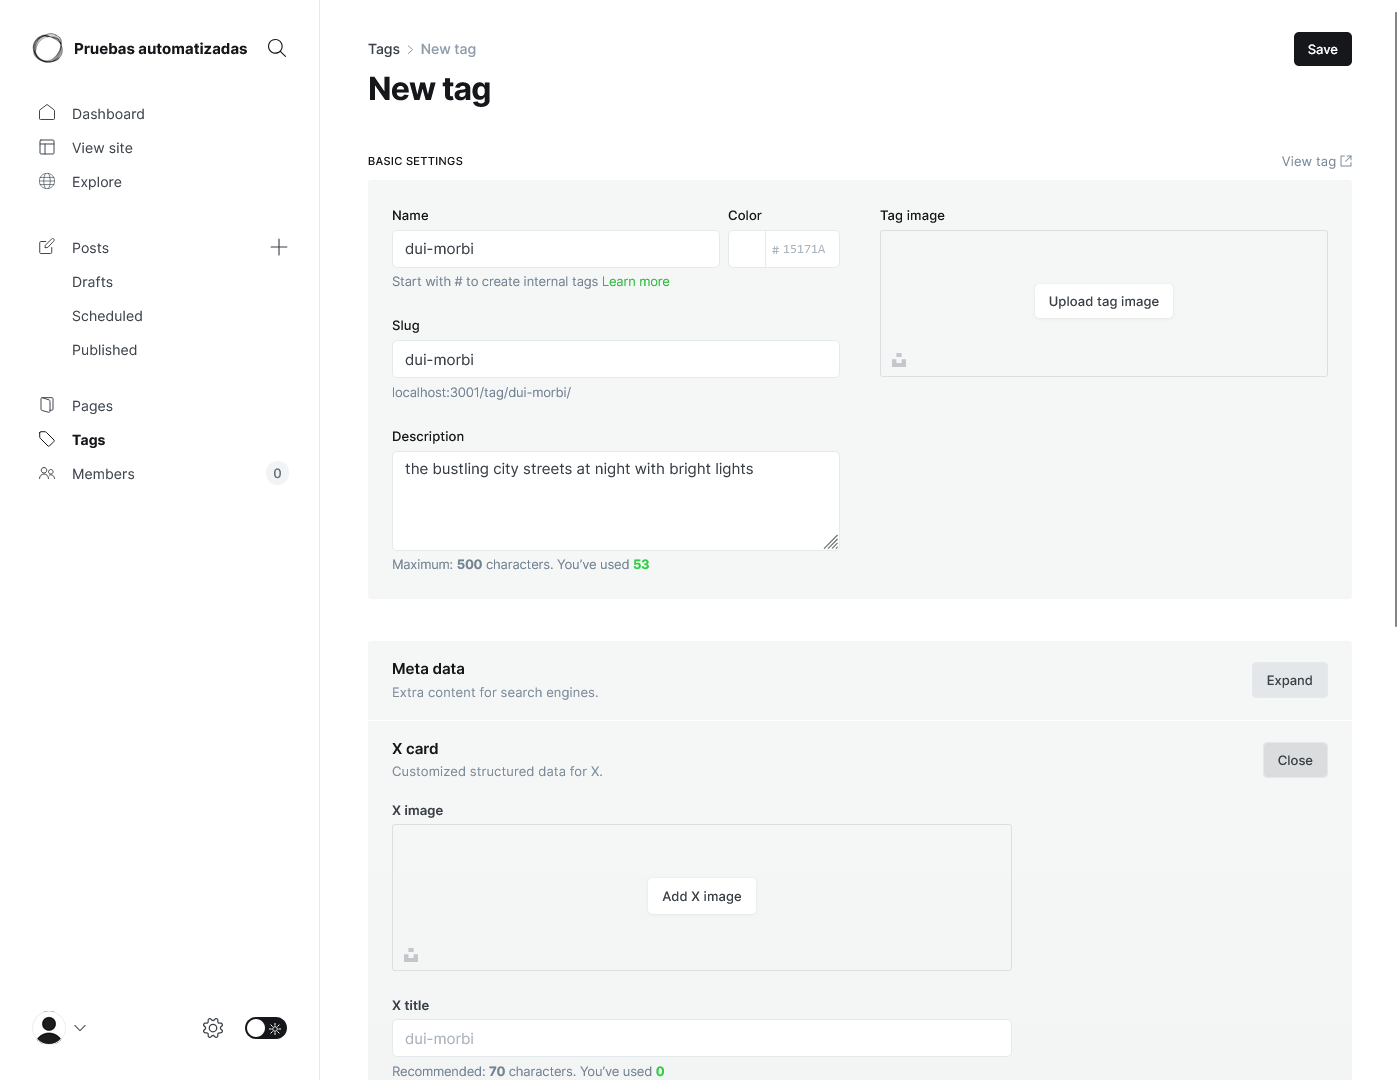 Pruebas automatizadas
Dashboard
View site
Explore
Posts
Drafts
Scheduled
Published
Pages
Tags
Members
0
Tags > New tag
Save
New tag
BASIC SETTINGS
View tag
Name
dui-morbi
Color
# 15171A
Start with # to create internal tags Learn more
Slug
dui-morbi
localhost:3001/tag/dui-morbi/
Description
the bustling city streets at night with bright lights
Maximum: 500 characters. You've used 53
Tag image
Upload tag image
Meta data
Extra content for search engines.
Expand
X card
Customized structured data for X.
Close
X image
Add X image
X title
dui-morbi
Recommended: 70 characters. You've used 0